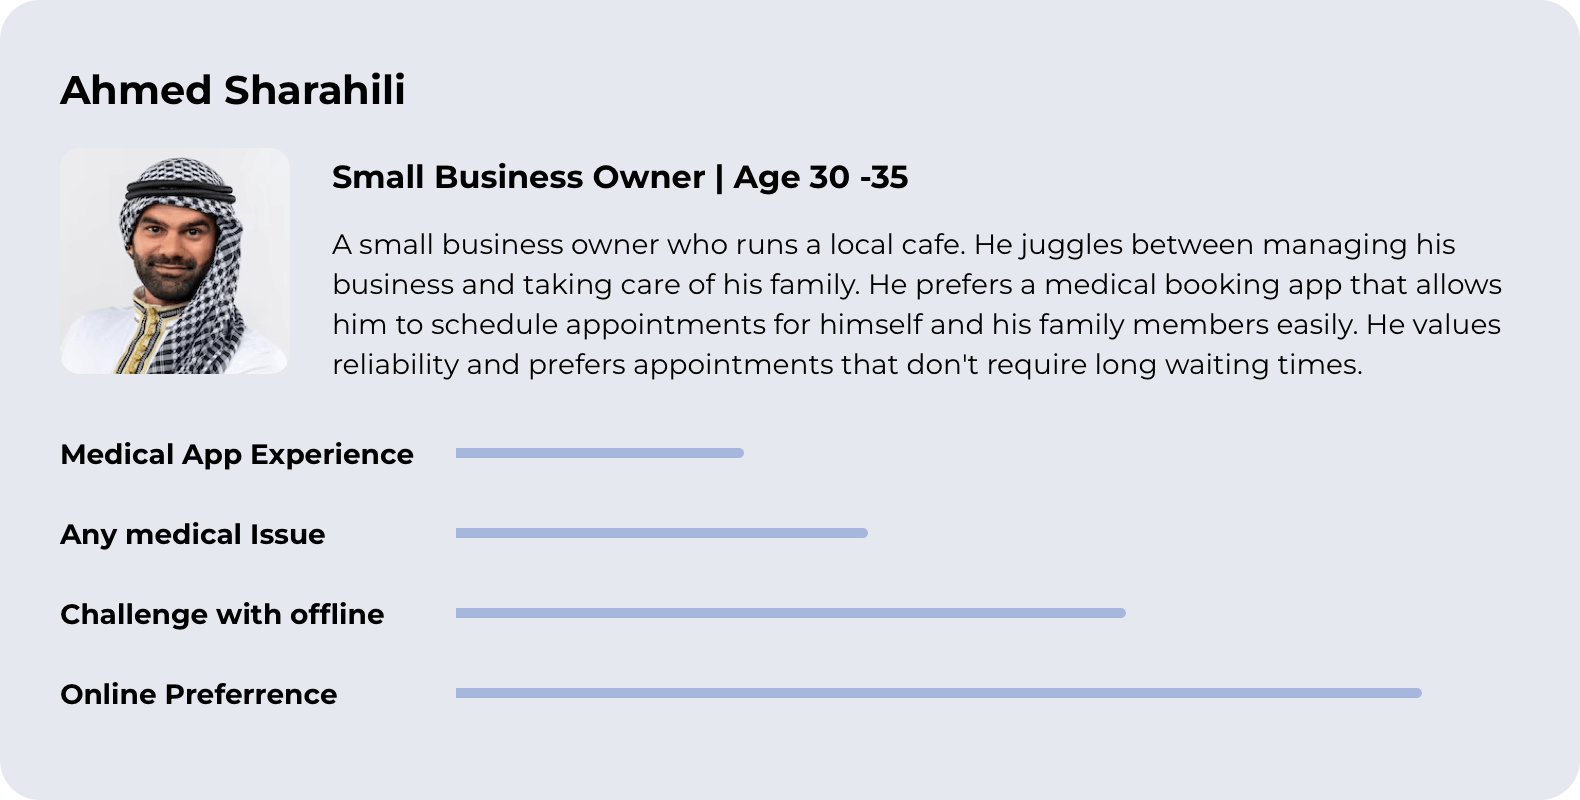 Ahmed Sharahili
Small Business Owner | Age 30 -35
A small business owner who runs a local cafe. He juggles between managing his
business and taking care of his family. He prefers a medical booking app that allows
him to schedule appointments for himself and his family members easily. He values
reliability and prefers appointments that don't require long waiting times.
Medical App Experience
Any medical Issue
Challenge with offline
Online Preferrence